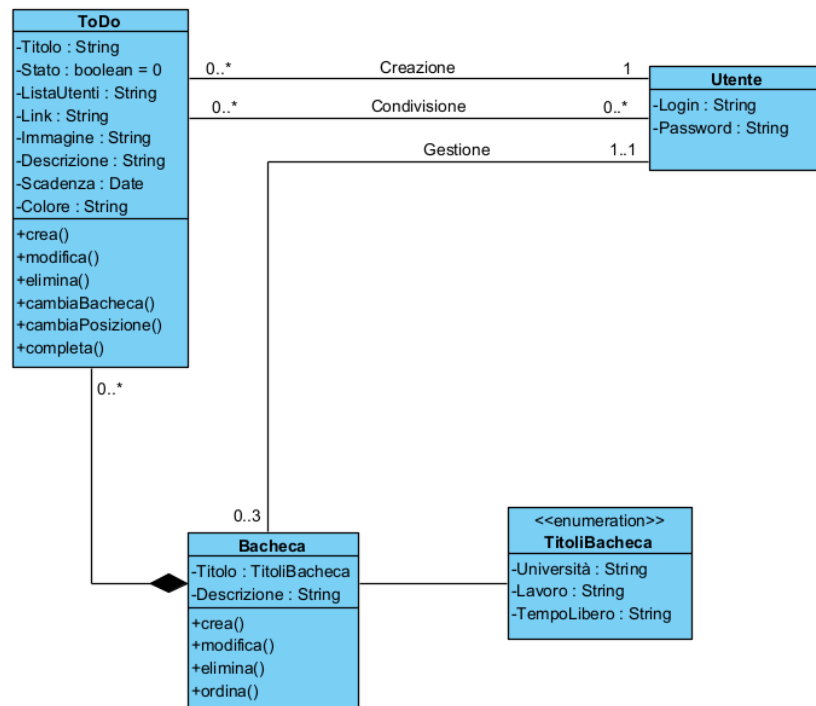 ToDo
-Titolo : String
-Stato : boolean = 0
-ListaUtenti : String
-Link : String
-Immagine : String
-Descrizione : String
-Scadenza : Date
-Colore : String
+crea()
+modifica()
+elimina()
+cambiaBacheca()
+cambiaPosizione()
+completa()
0..* Creazione 1
0..* Condivisione 0..*
Gestione 1..1
Utente
-Login : String
-Password : String
0..*
0..3
Bacheca
-Titolo : TitoliBacheca
-Descrizione : String
+crea()
+modifica()
+elimina()
+ordina()
<<enumeration>>
TitoliBacheca
-Università : String
-Lavoro : String
-TempoLibero : String